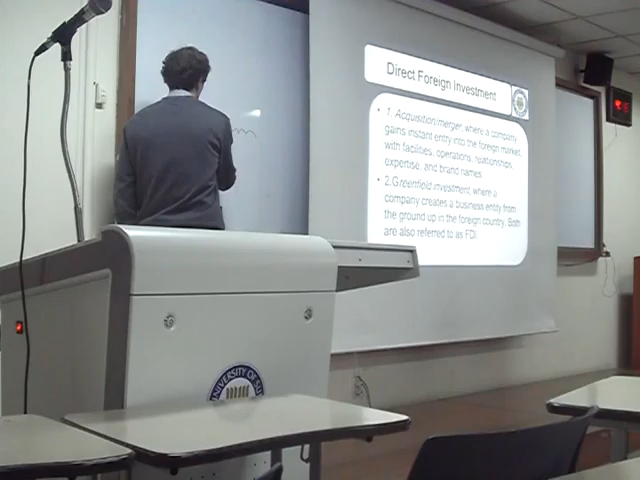 Direct Foreign Investment
• 1. Acquisition/merger, where a company
gains instant entry into the foreign market
with facilities, operations, relationships,
expertise, and brand names.
• 2.Greenfield investment, where a
company creates a business entity from
the ground up in the foreign country. Both
are also referred to as FDI.
UNIVERSITY OF